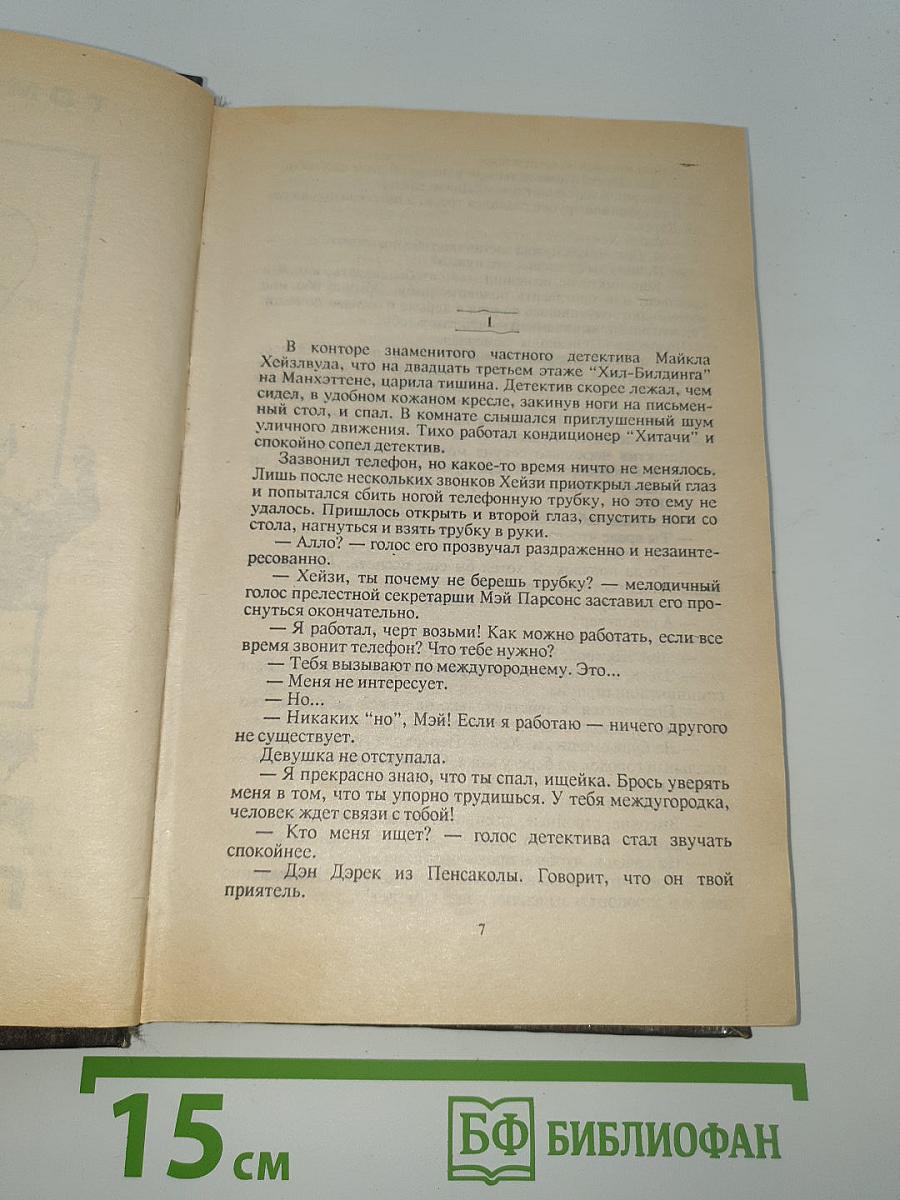 1
В конторе знаменитого частного детектива Майкла
Хейзлвуда, что на двадцать третьем этаже “Хил-Билдинга”
на Манхэттене, царила тишина. Детектив скорее лежал, чем
сидел, в удобном кожаном кресле, закинув ноги на письмен-
ный стол, и спал. В комнате слышался приглушенный шум
уличного движения. Тихо работал кондиционер “Хитачи” и
спокойно сопел детектив.
Зазвонил телефон, но какое-то время ничто не менялось.
Лишь после нескольких звонков Хейзи приоткрыл левый глаз
и попытался сбить ногой телефонную трубку, но это ему не
удалось. Пришлось открыть и второй глаз, спустить ноги со
стола, нагнуться и взять трубку в руки.
— Алло? — голос его прозвучал раздраженно и незаинте-
ресованно.
— Хейзи, ты почему не берешь трубку? — мелодичный
голос прелестной секретарши Мэй Парсонс заставил его про-
снуться окончательно.
— Я работал, черт возьми! Как можно работать, если все
время звонит телефон? Что тебе нужно?
— Тебя вызывают по междугороднему. Это...
— Меня не интересует.
— Но...
— Никаких “но”, Мэй! Если я работаю — ничего другого
не существует.
Девушка не отступала.
— Я прекрасно знаю, что ты спал, ищейка. Брось уверять
меня в том, что ты упорно трудишься. У тебя междугородка,
человек ждет связи с тобой!
— Кто меня ищет? — голос детектива стал звучать
спокойнее.
— Дэн Дэрек из Пенсаколы. Говорит, что он твой
приятель.
7
15 см
БФ БИБЛИОФАН